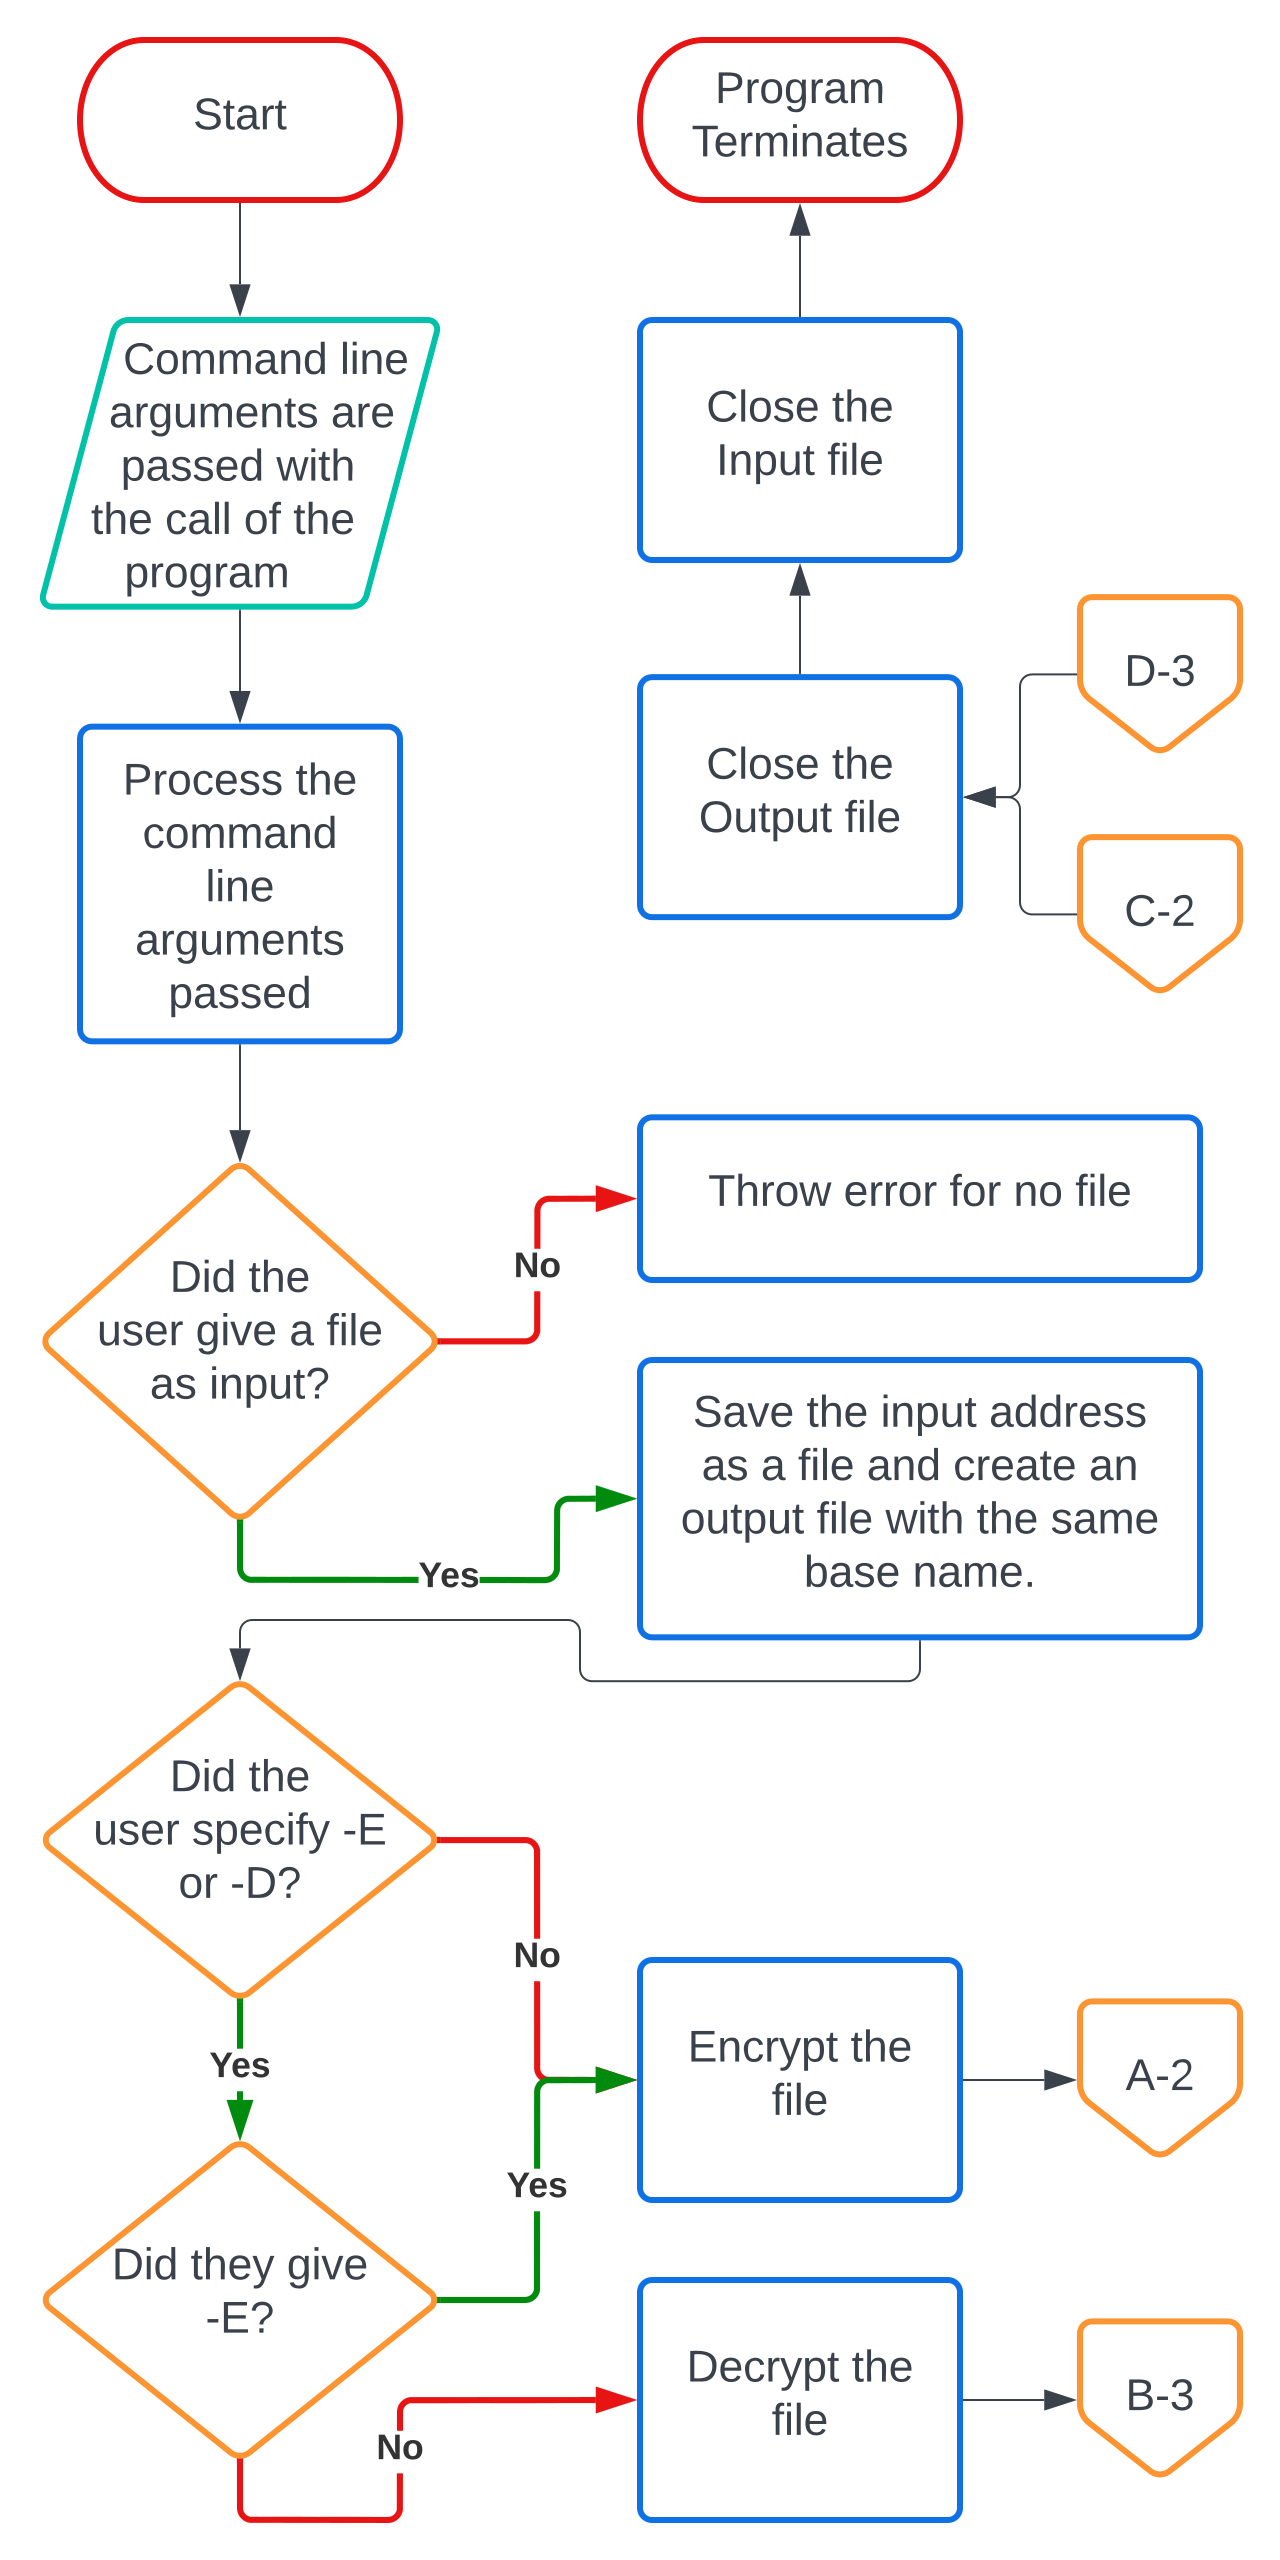 Start
Command line
arguments are
passed with
the call of the
program
Process the
command
line
arguments
passed
Did the
user give a file
as input?
No
Throw error for no file
Yes
Save the input address
as a file and create an
output file with the same
base name.
Did the
user specify -E
or -D?
No
Yes
Did they give
-E?
Yes
No
Encrypt the
file
A-2
Decrypt the
file
B-3
Program
Terminates
Close the
Input file
Close the
Output file
D-3
C-2